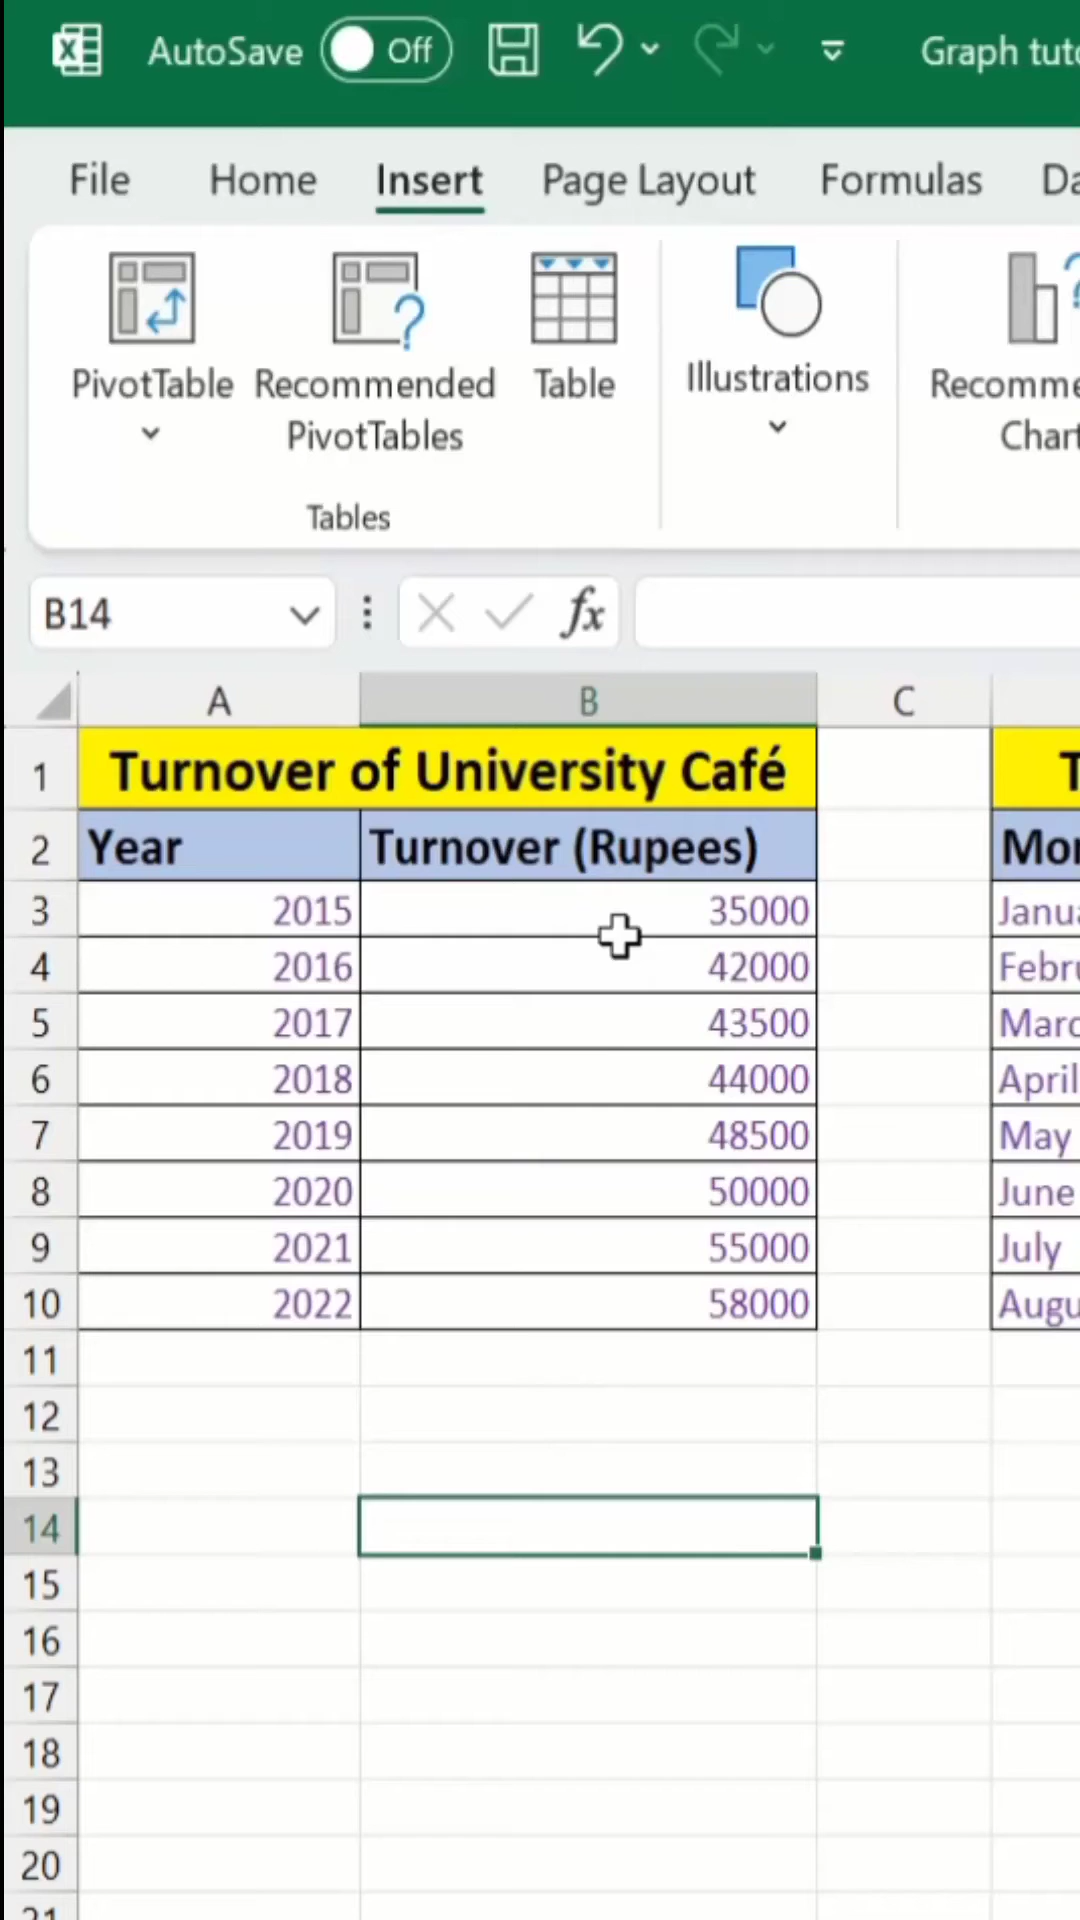 AutoSave Off Graph tuto
File Home Insert Page Layout Formulas Da
PivotTable Recommended PivotTables Table Illustrations Recomme Chart
Tables
B14 fx
A B C
1 Turnover of University Café T
2 Year Turnover (Rupees) Mon
3 2015 35000 Janua
4 2016 42000 Febru
5 2017 43500 Marc
6 2018 44000 April
7 2019 48500 May
8 2020 50000 June
9 2021 55000 July
10 2022 58000 Augu
11
12
13
14
15
16
17
18
19
20
21